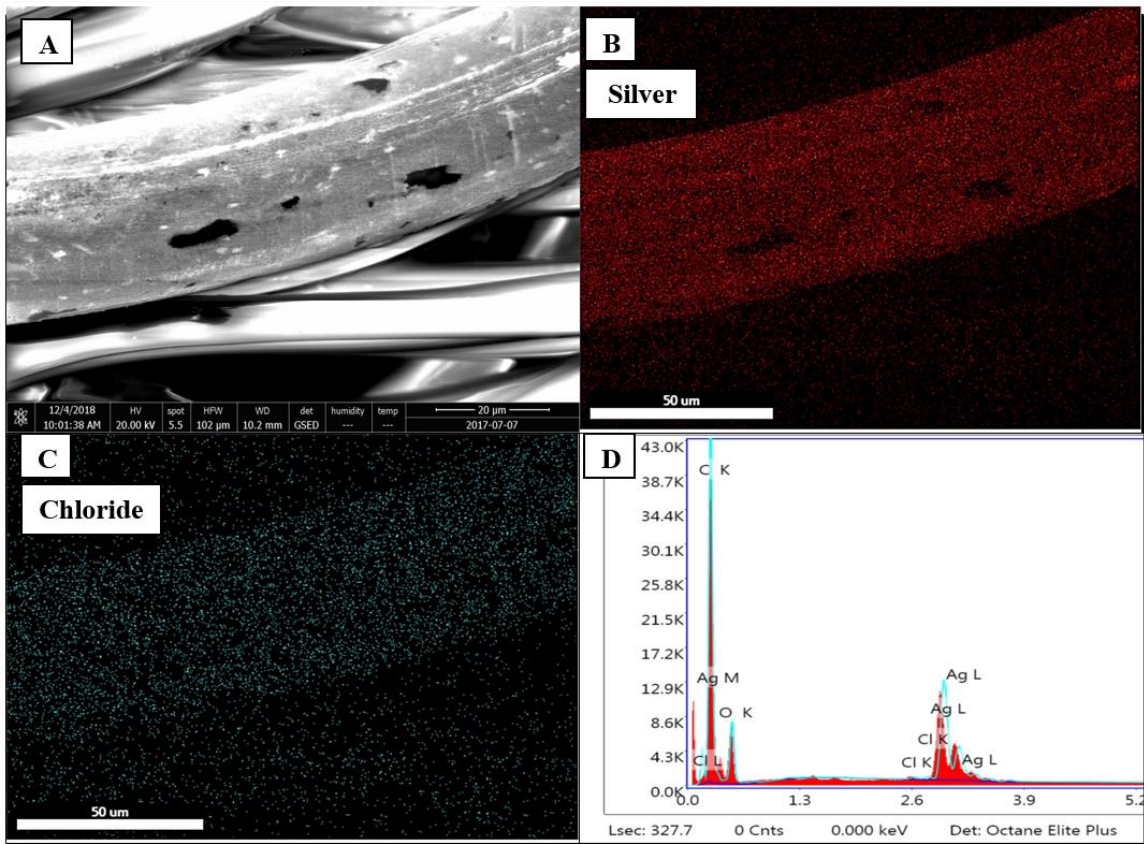 A
12/4/2018 HV spot HFW WD det humidity temp 20 µm
10:01:38 AM 20.00 kV 5.5 102 µm 10.2 mm GSED --- --- 2017-07-07
B
Silver
50 um
C
Chloride
50 um
D
43.0K
38.7K
34.4K
30.1K
25.8K
21.5K
17.2K
12.9K
8.6K
4.3K
0.0K
C K
Ag M
O K
Cl L
Ag L
Ag L
Cl K
Cl K
Ag L
0.0 1.3 2.6 3.9 5.2
Lsec: 327.7 0 Cnts 0.000 keV Det: Octane Elite Plus